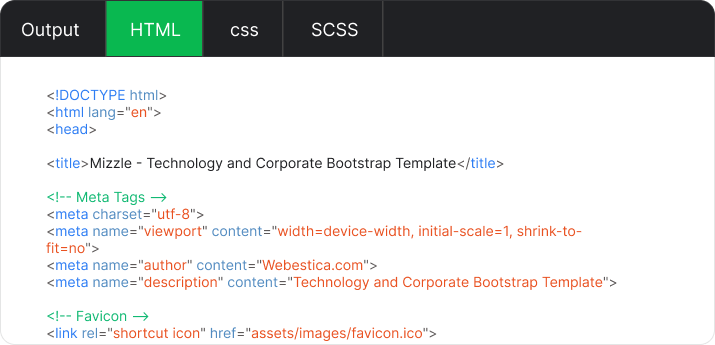 Output HTML css SCSS
<!DOCTYPE html>
<html lang="en">
<head>
<title>Mizzle - Technology and Corporate Bootstrap Template</title>
<!-- Meta Tags -->
<meta charset="utf-8">
<meta name="viewport" content="width=device-width, initial-scale=1, shrink-to-
fit=no">
<meta name="author" content="Webestica.com">
<meta name="description" content="Technology and Corporate Bootstrap Template">
<!-- Favicon -->
<link rel="shortcut icon" href="assets/images/favicon.ico">